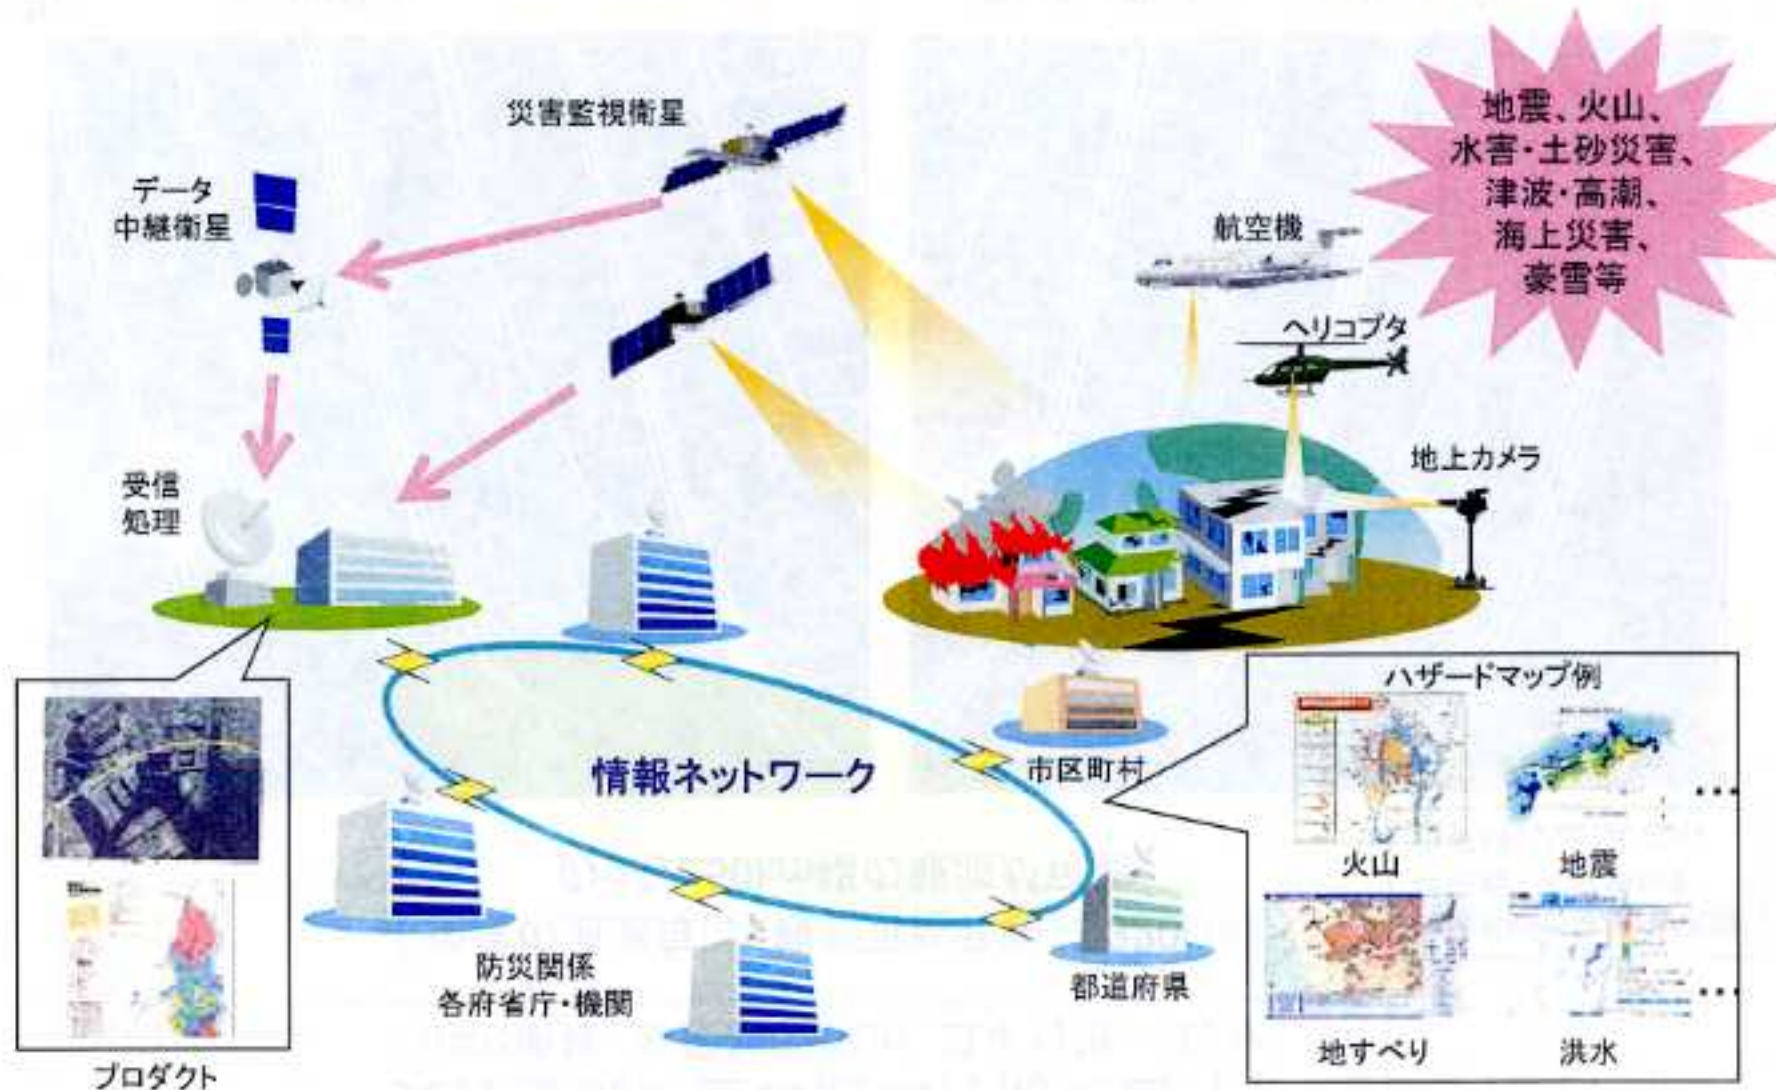 災害監視衛星
データ
中継衛星
地震、火山、
水害・土砂災害、
津波・高潮、
海上災害、
豪雪等
航空機
ヘリコプタ
地上カメラ
受信
処理
情報ネットワーク
市区町村
ハザードマップ例
火山
地震
地すべり
洪水
防災関係
各府省庁・機関
都道府県
プロダクト